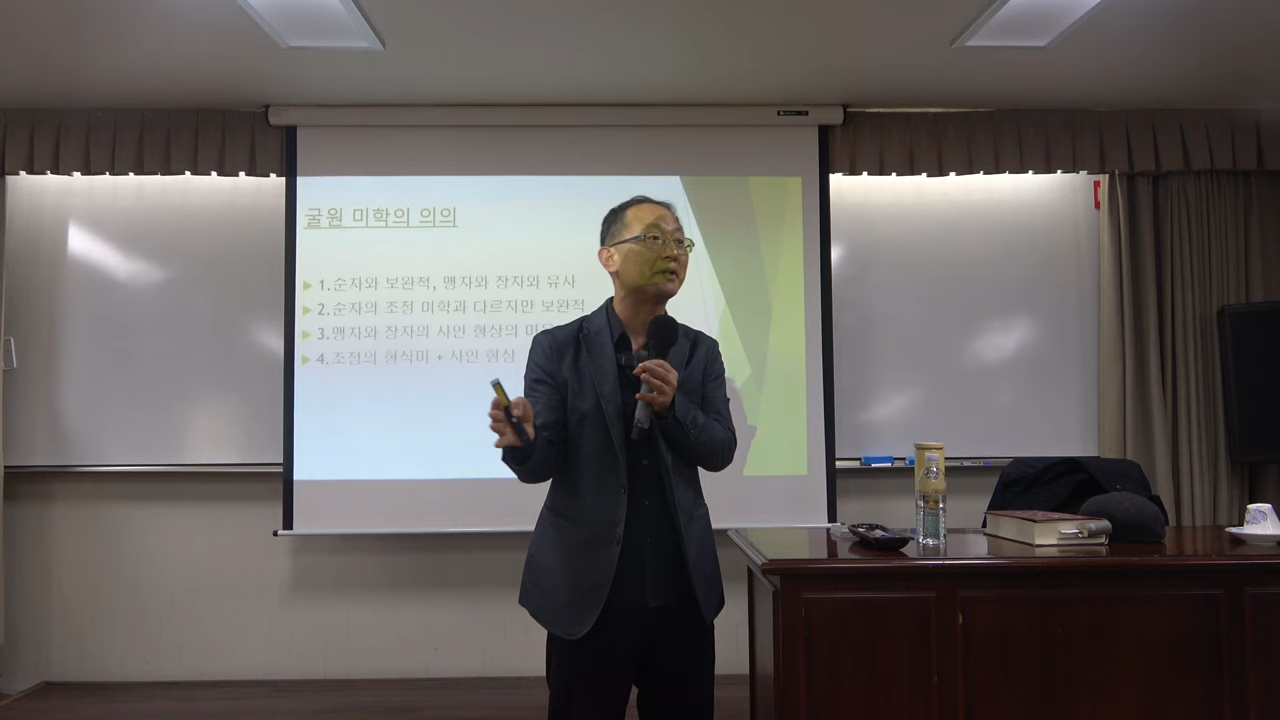 굴원 미학의 의의
1.순자와 보완적, 맹자와 장자와 유사
2.순자의 조정 미학과 다르지만 보완적
3.맹자와 장자의 사인 형상의
4.조정의 형식미 + 사인 형상